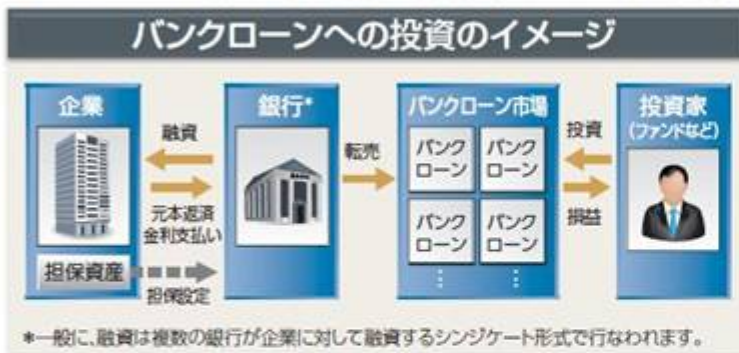 バンクローンへの投資のイメージ
企業
融資
元本返済
金利支払い
担保資産
担保設定
銀行*
転売
バンクローン市場
バンク
ローン
バンク
ローン
バンク
ローン
バンク
ローン
投資
損益
投資家
(ファンドなど)
*一般に、融資は複数の銀行が企業に対して融資するシンジケート形式で行なわれます。